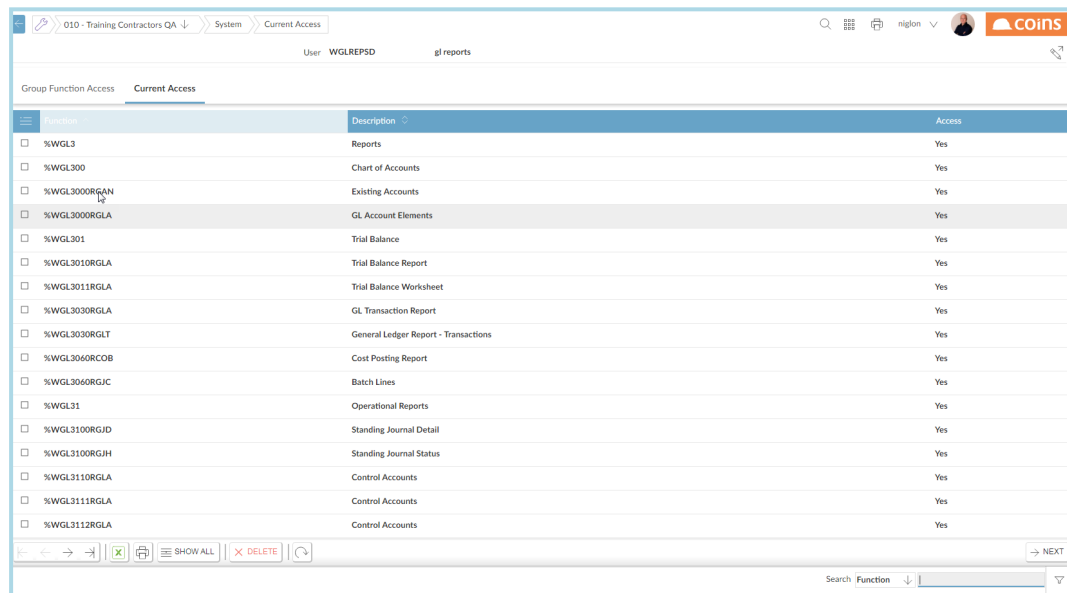 010 - Training Contractors QA System Current Access niglon coins
User WGLREPSD gl reports
Group Function Access Current Access
Function Description Access
%WGL3 Reports Yes
%WGL300 Chart of Accounts Yes
%WGL3000RGAN Existing Accounts Yes
%WGL3000RGLA GL Account Elements Yes
%WGL301 Trial Balance Yes
%WGL3010RGLA Trial Balance Report Yes
%WGL3011RGLA Trial Balance Worksheet Yes
%WGL3030RGLA GL Transaction Report Yes
%WGL3030RGLT General Ledger Report - Transactions Yes
%WGL3060RCOB Cost Posting Report Yes
%WGL3060RGJC Batch Lines Yes
%WGL31 Operational Reports Yes
%WGL3100RGJD Standing Journal Detail Yes
%WGL3100RGJH Standing Journal Status Yes
%WGL3110RGLA Control Accounts Yes
%WGL3111RGLA Control Accounts Yes
%WGL3112RGLA Control Accounts Yes
SHOW ALL DELETE NEXT
Search Function